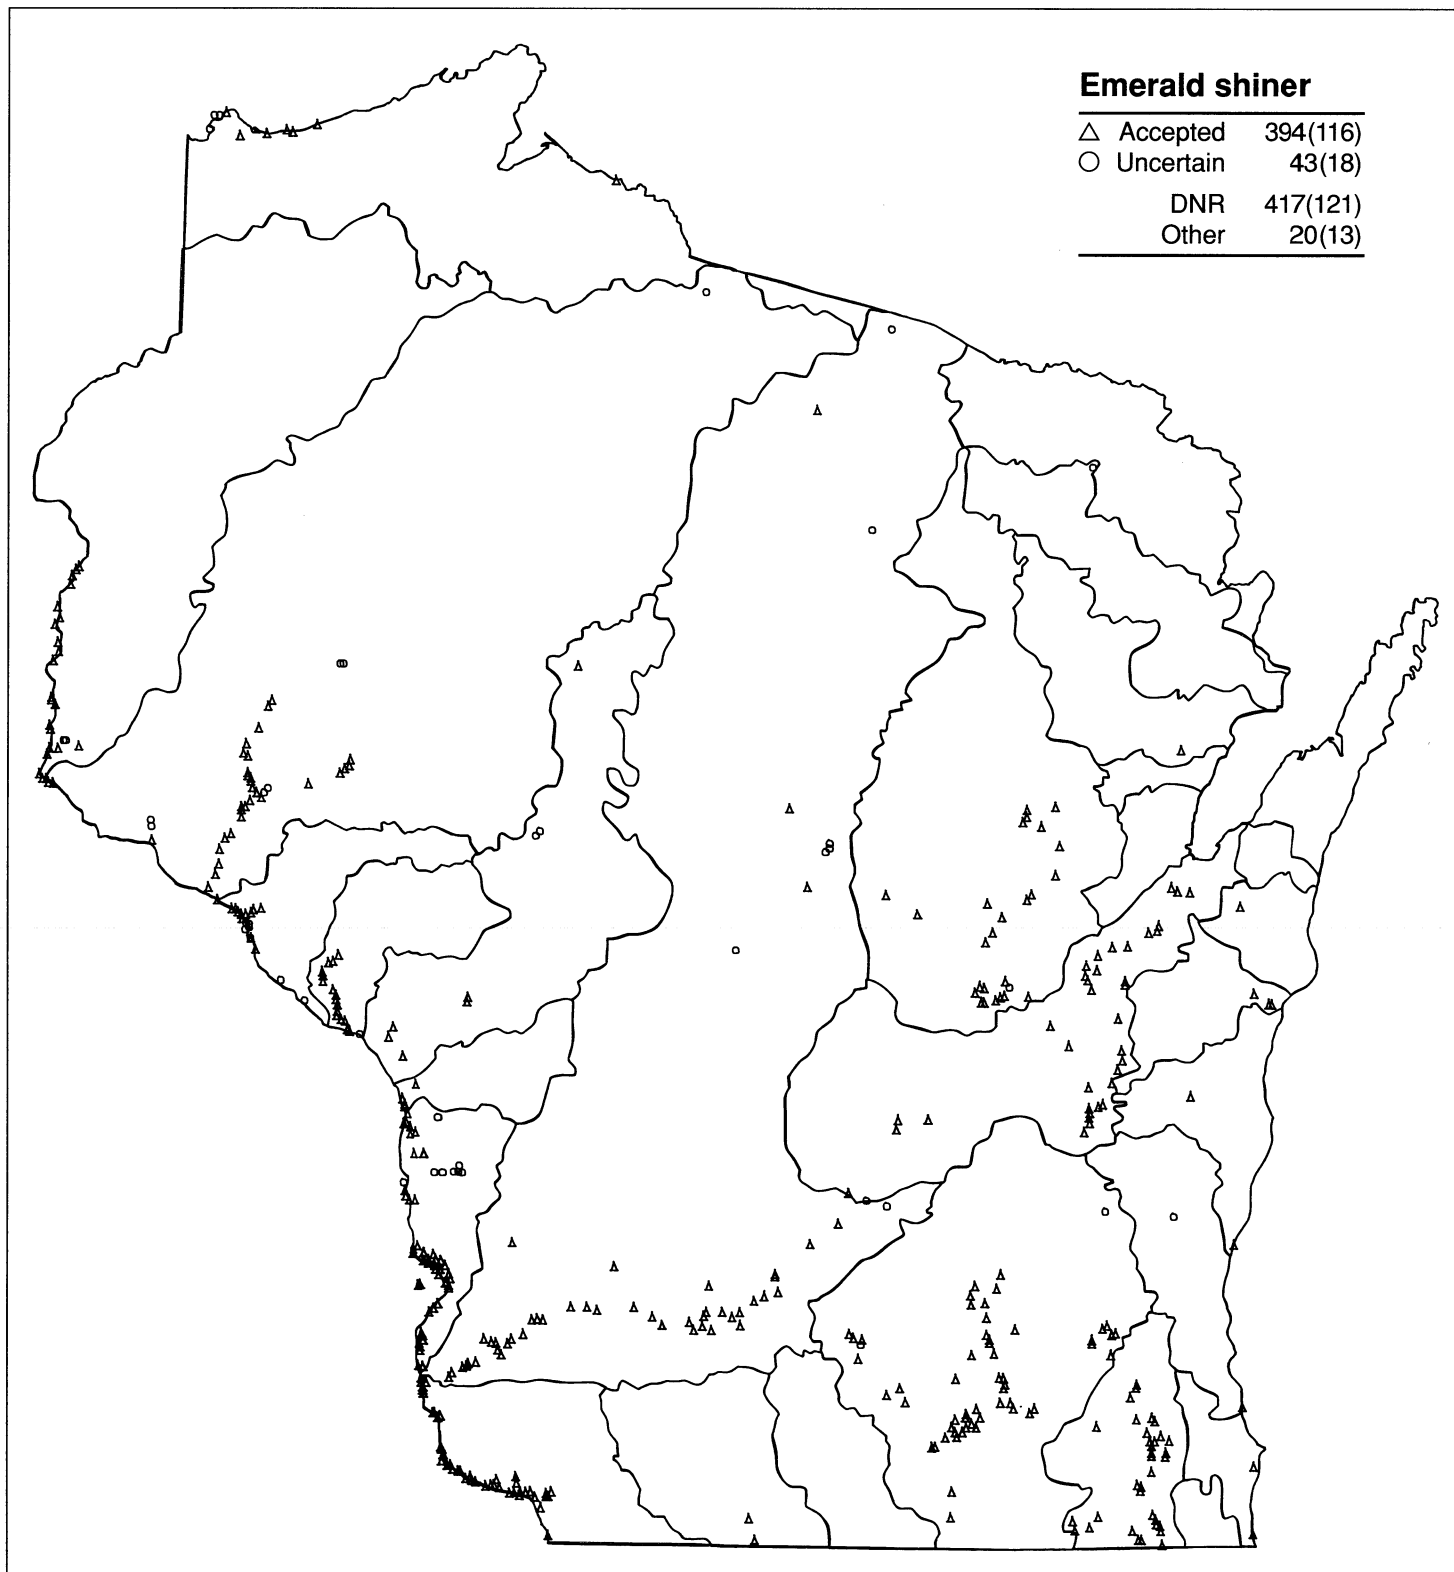 Emerald shiner
△ Accepted 394(116)
○ Uncertain 43(18)
DNR 417(121)
Other 20(13)